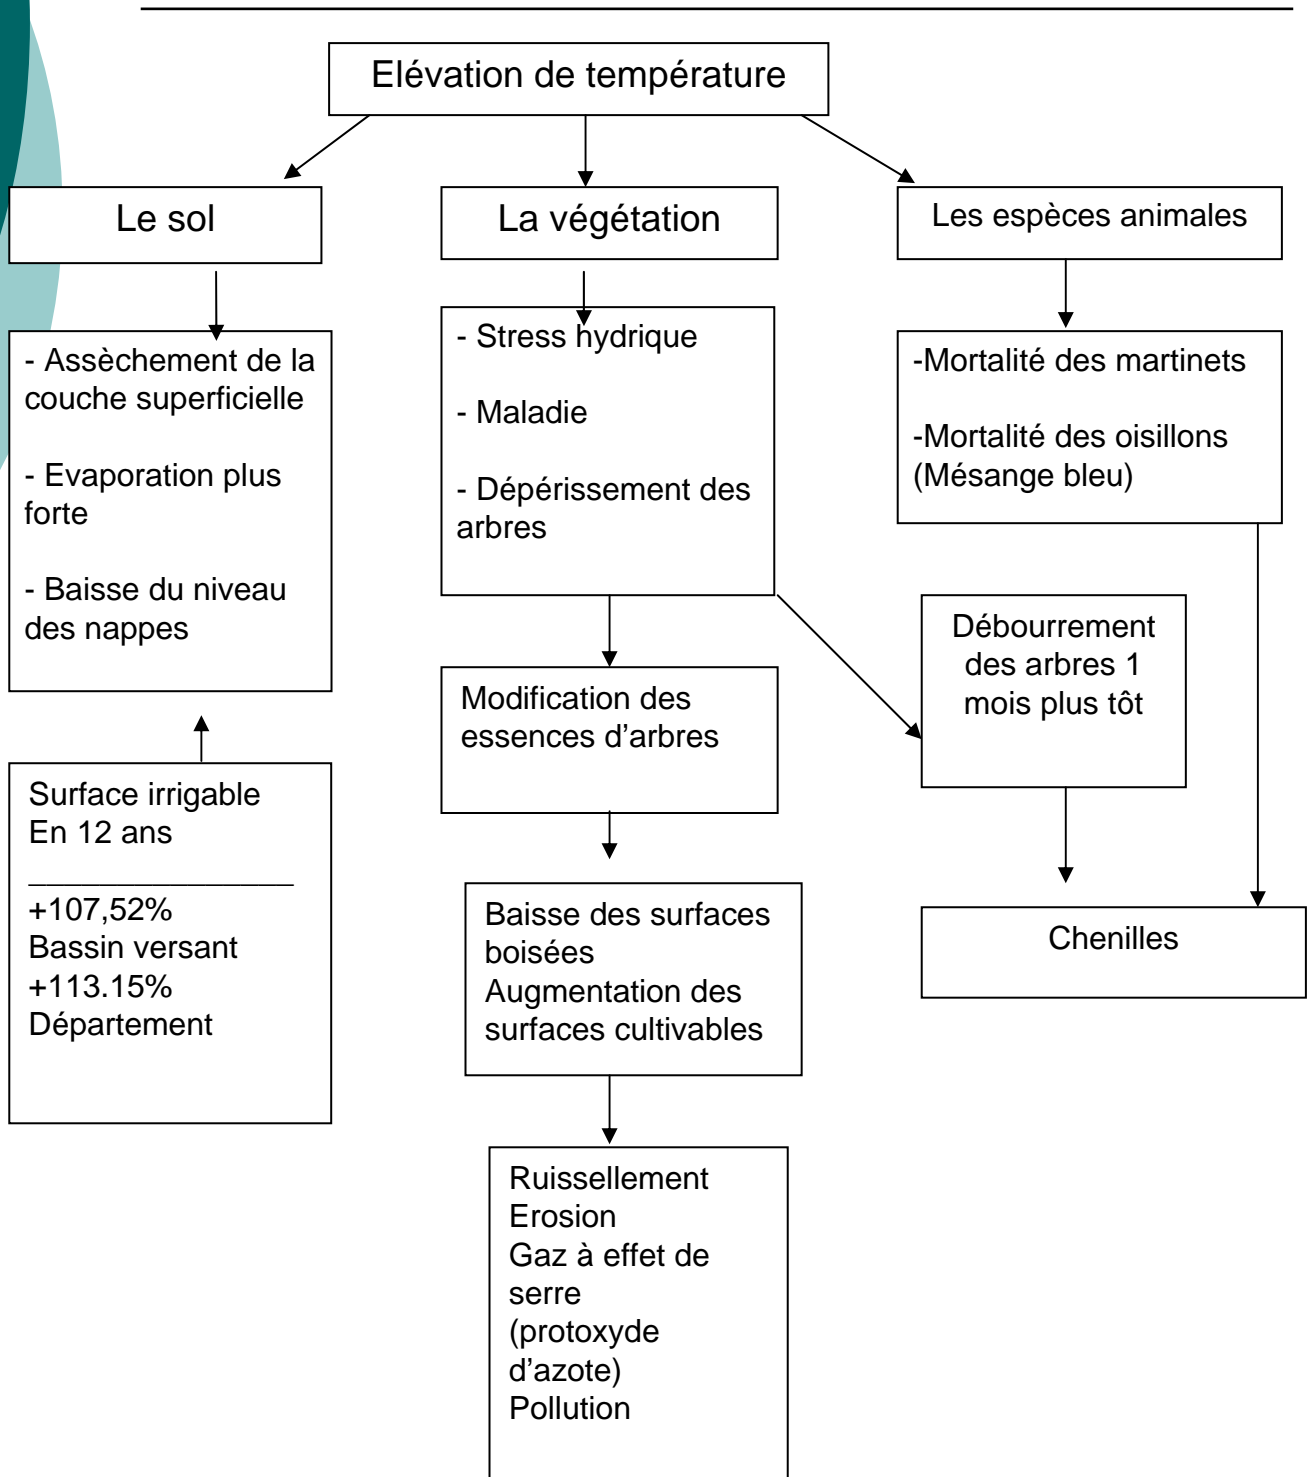 Elévation de température
Le sol
La végétation
Les espèces animales
- Assèchement de la
couche superficielle
- Evaporation plus
forte
- Baisse du niveau
des nappes
- Stress hydrique
- Maladie
- Dépérissement des
arbres
-Mortalité des martinets
-Mortalité des oisillons
(Mésange bleu)
Débourrement
des arbres 1
mois plus tôt
Modification des
essences d'arbres
Surface irrigable
En 12 ans
+107,52%
Bassin versant
+113.15%
Département
Baisse des surfaces
boisées
Augmentation des
surfaces cultivables
Chenilles
Ruissellement
Erosion
Gaz à effet de
serre
(protoxyde
d'azote)
Pollution